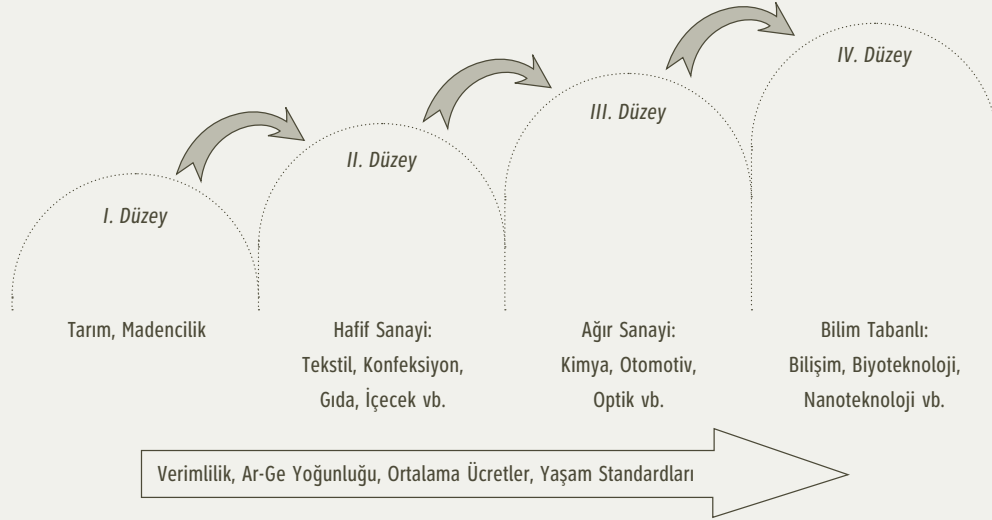 I. Düzey
II. Düzey
III. Düzey
IV. Düzey
Tarım, Madencilik
Hafif Sanayi:
Tekstil, Konfeksiyon,
Gıda, İçecek vb.
Ağır Sanayi:
Kimya, Otomotiv,
Optik vb.
Bilim Tabanlı:
Bilişim, Biyoteknoloji,
Nanoteknoloji vb.
Verimlilik, Ar-Ge Yoğunluğu, Ortalama Ücretler, Yaşam Standardları